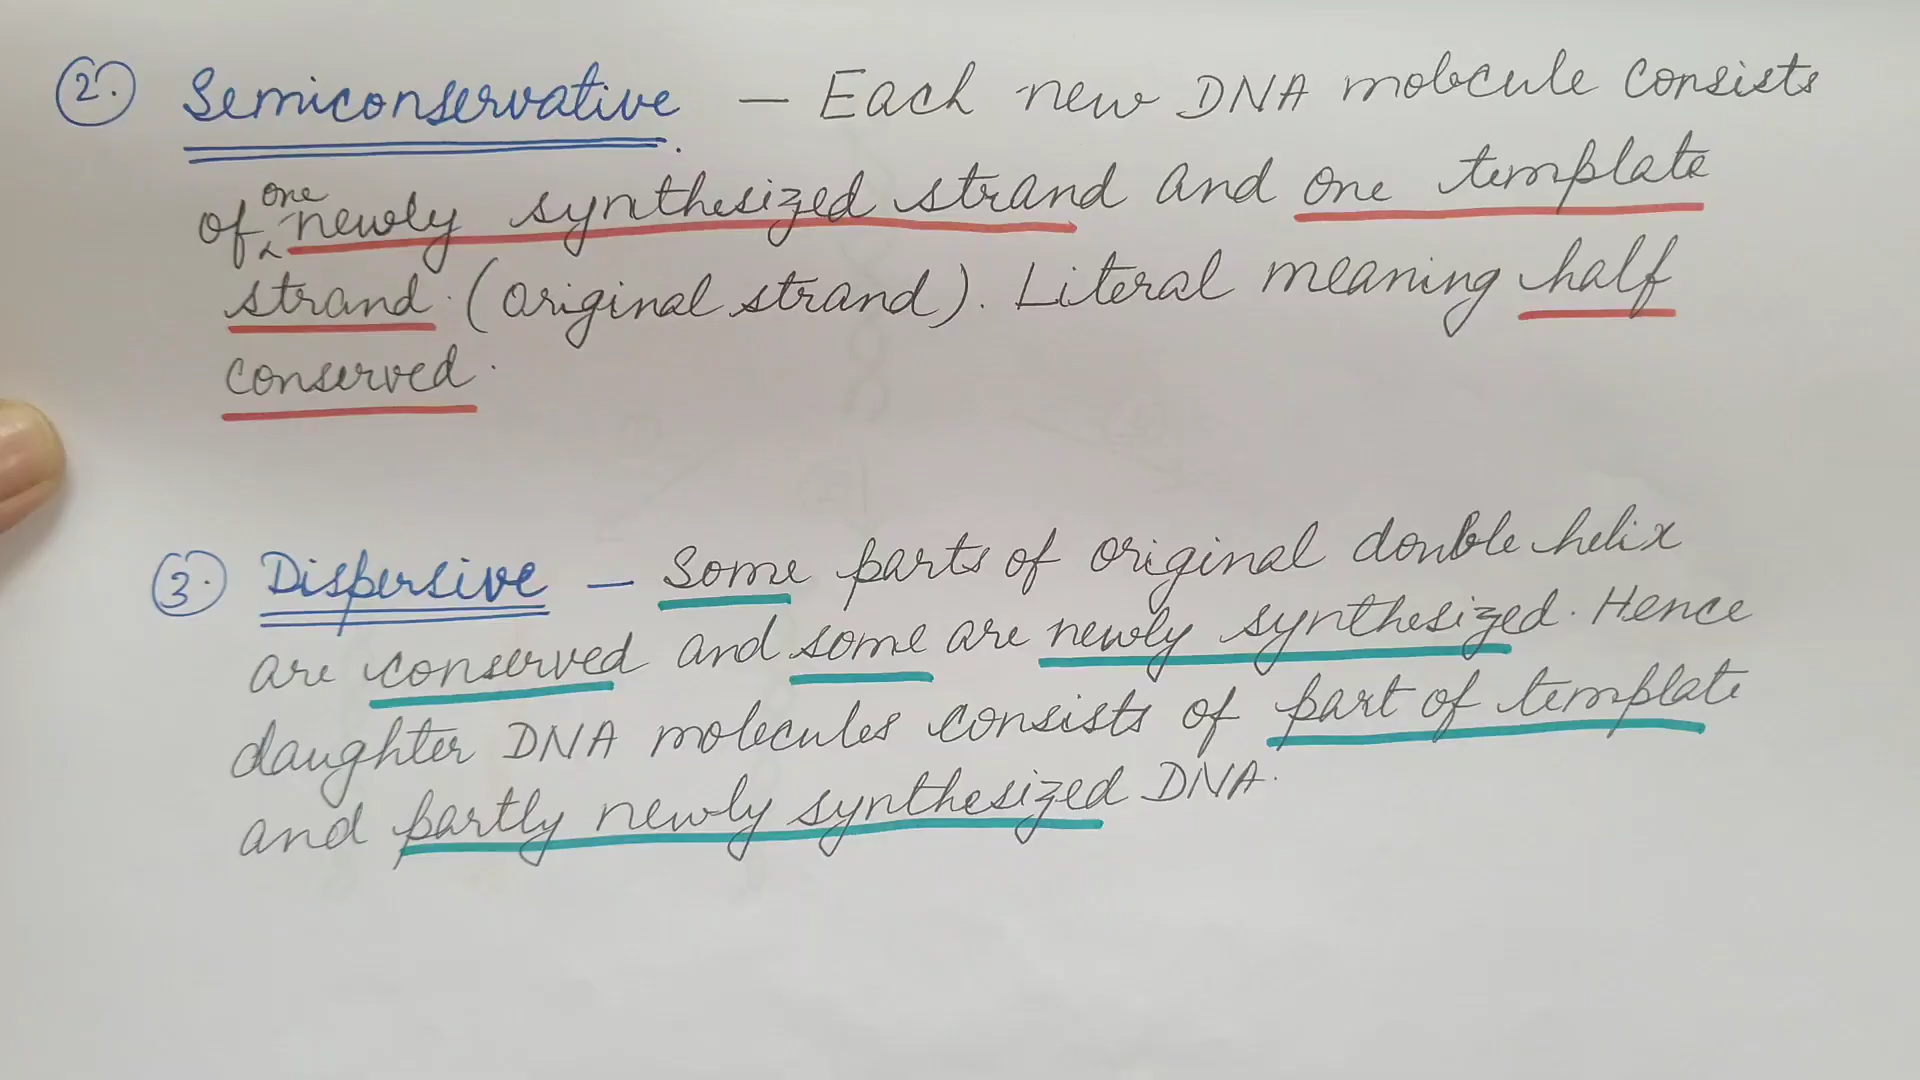 2. Semiconservative. - Each new DNA molecule consists
of one newly synthesized strand and one template
strand. (original strand). Literal meaning half
conserved.
3. Dispersive - Some parts of original double helix
are conserved and some are newly synthesized. Hence
daughter DNA molecules consists of part of template
and partly newly synthesized DNA.